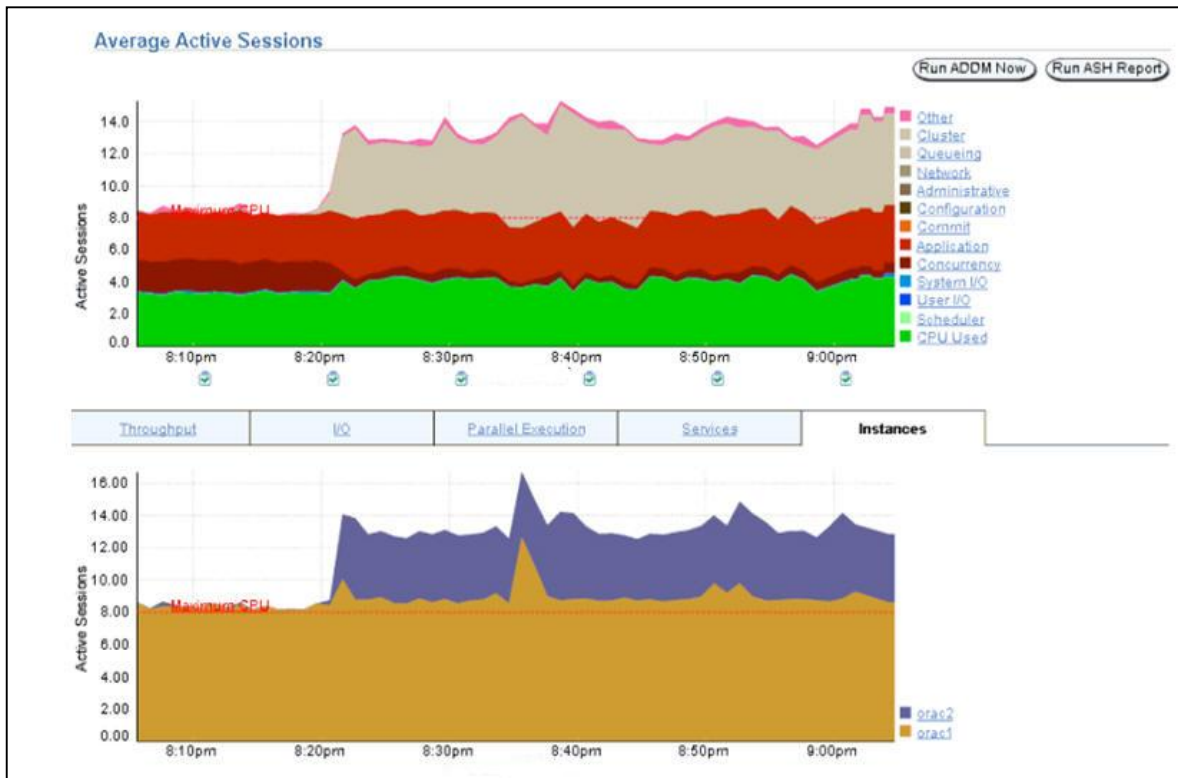 Average Active Sessions
Run ADDM Now
Run ASH Report
14.0
12.0
10.0
8.0
6.0
4.0
2.0
0.0
Active Sessions
Maximum CPU
Other
Cluster
Queueing
Network
Administrative
Configuration
Commit
Application
Concurrency
System I/O
User I/O
Scheduler
CPU Used
8:10pm 8:20pm 8:30pm 8:40pm 8:50pm 9:00pm
Throughput I/O Parallel Execution Services Instances
16.00
14.00
12.00
10.00
8.00
6.00
4.00
2.00
0.00
Active Sessions
Maximum CPU
orac2
orac1
8:10pm 8:20pm 8:30pm 8:40pm 8:50pm 9:00pm